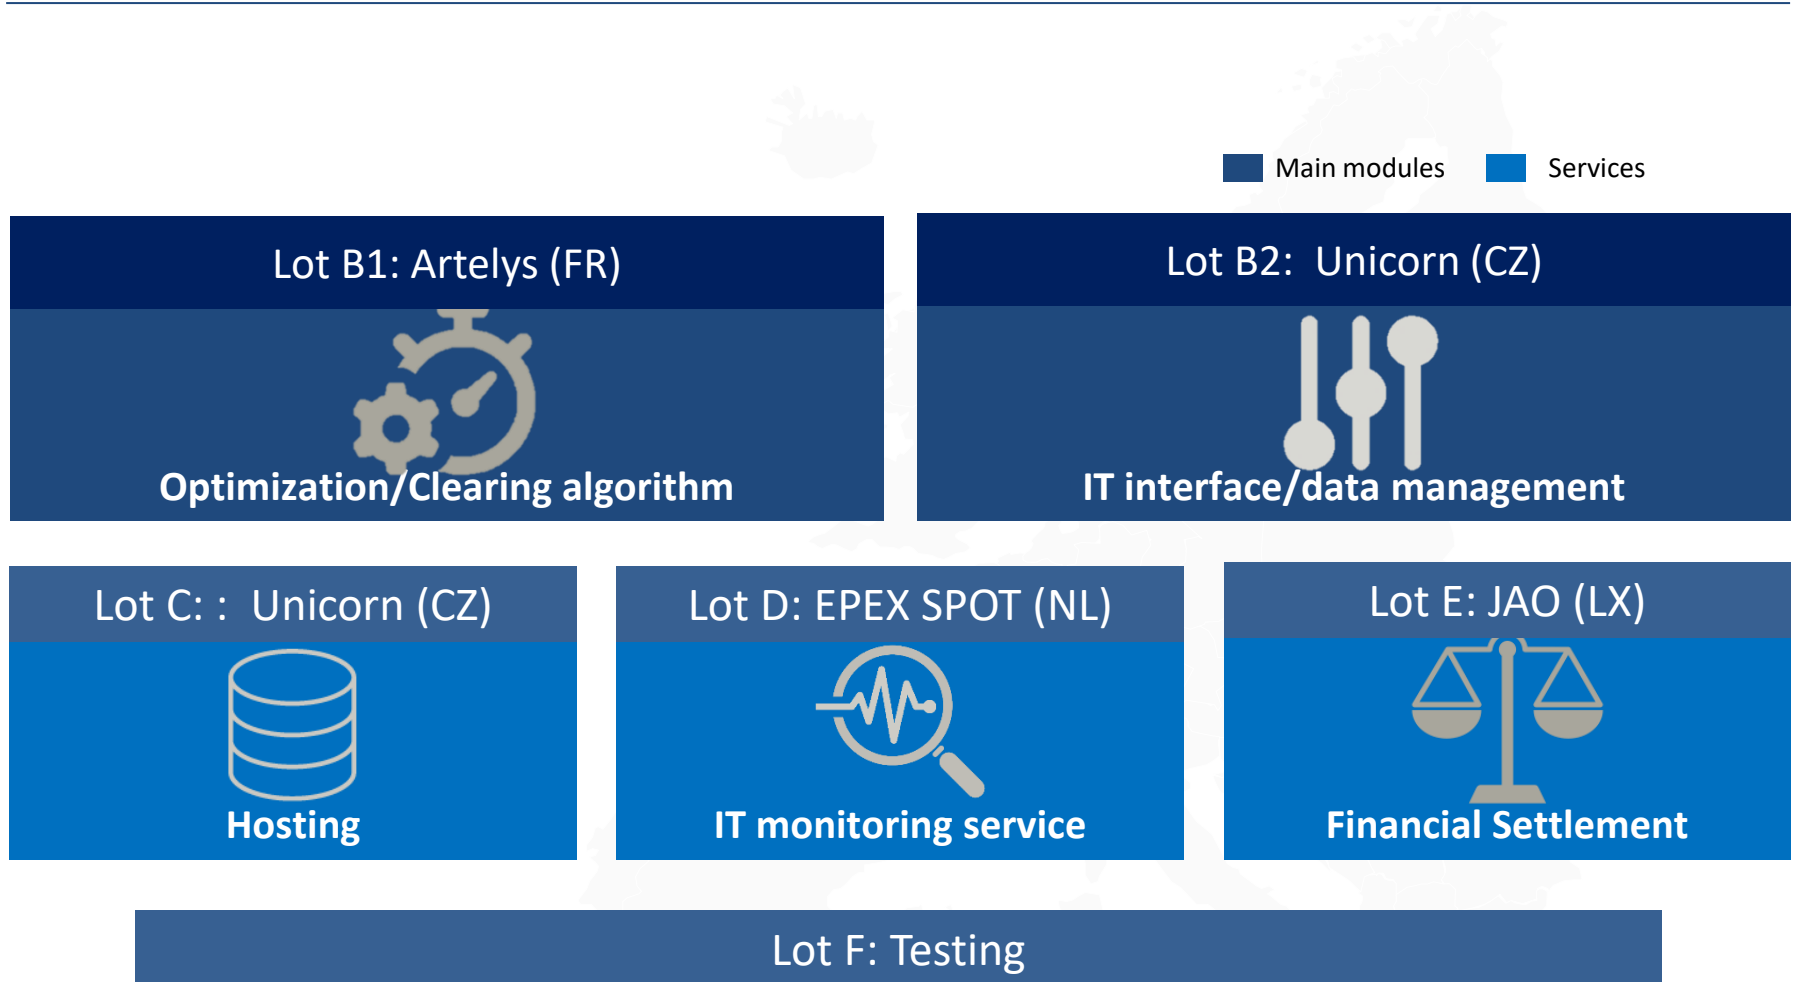 Main modules Services
Lot B1: Artelys (FR)
Optimization/Clearing algorithm
Lot B2: Unicorn (CZ)
IT interface/data management
Lot C: : Unicorn (CZ)
Hosting
Lot D: EPEX SPOT (NL)
IT monitoring service
Lot E: JAO (LX)
Financial Settlement
Lot F: Testing